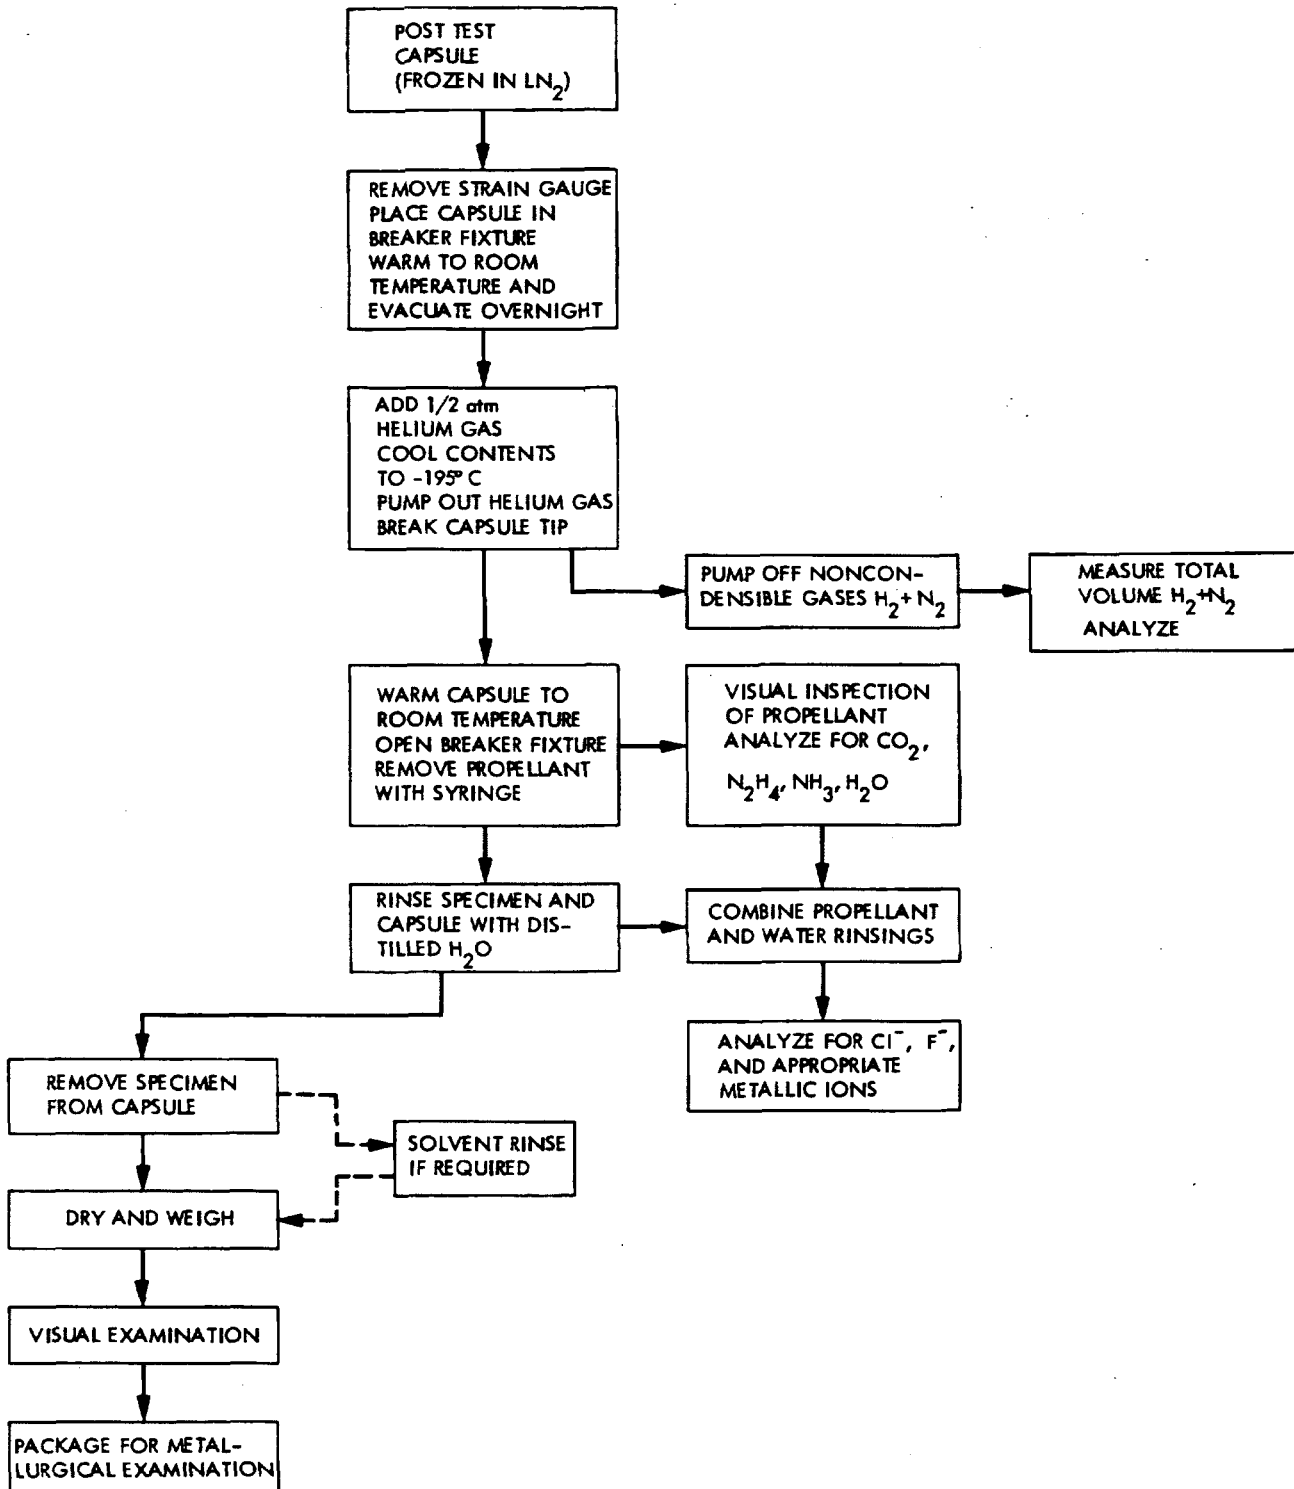 POST TEST
CAPSULE
(FROZEN IN LN₂)
REMOVE STRAIN GAUGE
PLACE CAPSULE IN
BREAKER FIXTURE
WARM TO ROOM
TEMPERATURE AND
EVACUATE OVERNIGHT
ADD 1/2 atm
HELIUM GAS
COOL CONTENTS
TO -195° C
PUMP OUT HELIUM GAS
BREAK CAPSULE TIP
PUMP OFF NONCON-
DENSIBLE GASES H₂ + N₂
MEASURE TOTAL
VOLUME H₂+N₂
ANALYZE
WARM CAPSULE TO
ROOM TEMPERATURE
OPEN BREAKER FIXTURE
REMOVE PROPELLANT
WITH SYRINGE
VISUAL INSPECTION
OF PROPELLANT
ANALYZE FOR CO₂,
N₂H₄, NH₃, H₂O
RINSE SPECIMEN AND
CAPSULE WITH DIS-
TILLED H₂O
COMBINE PROPELLANT
AND WATER RINSINGS
ANALYZE FOR Cl⁻, F⁻,
AND APPROPRIATE
METALLIC IONS
REMOVE SPECIMEN
FROM CAPSULE
SOLVENT RINSE
IF REQUIRED
DRY AND WEIGH
VISUAL EXAMINATION
PACKAGE FOR METAL-
LURGICAL EXAMINATION